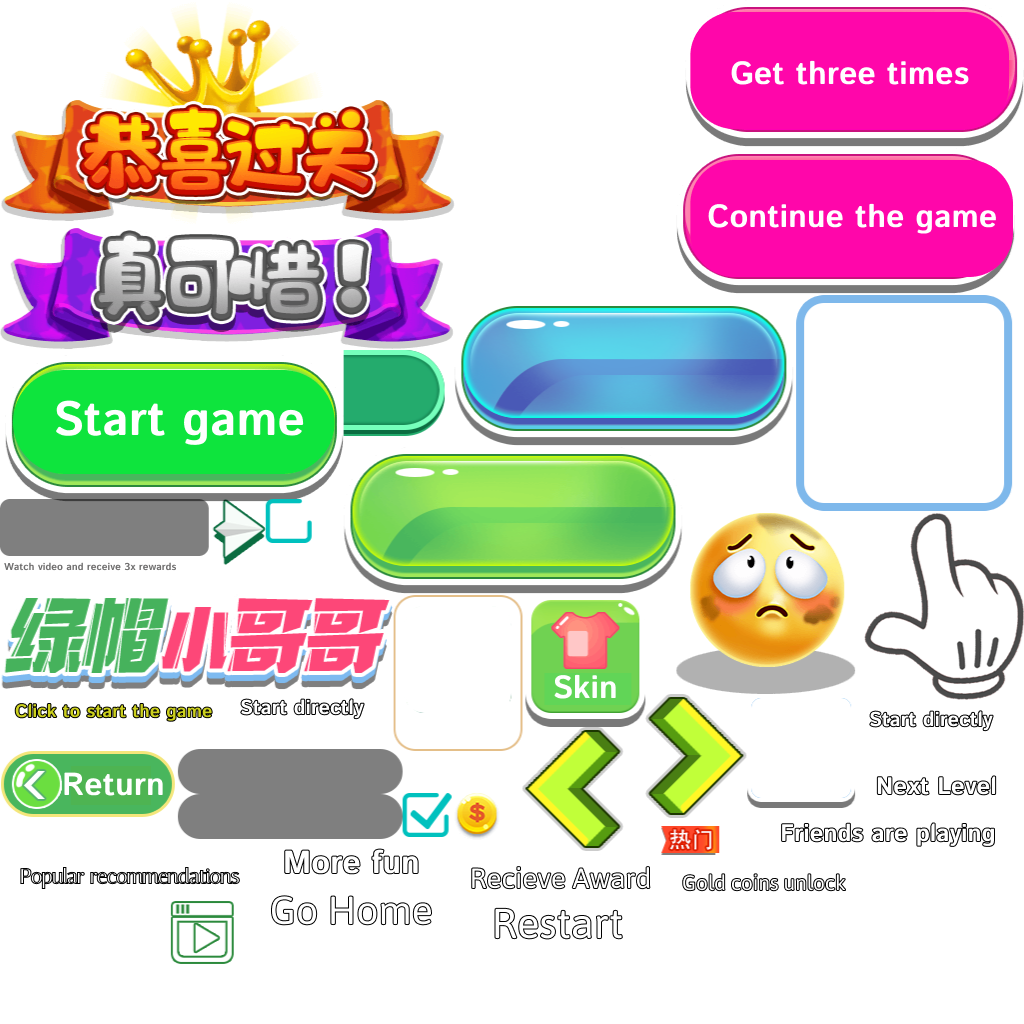 恭喜过关
Get three times
Continue the game
真可惜！
Start game
Watch video and receive 3x rewards
绿帽小哥哥
Skin
Click to start the game
Start directly
Start directly
Return
Next Level
热门
Friends are playing
More fun
Popular recommendations
Recieve Award
Gold coins unlock
Go Home
Restart